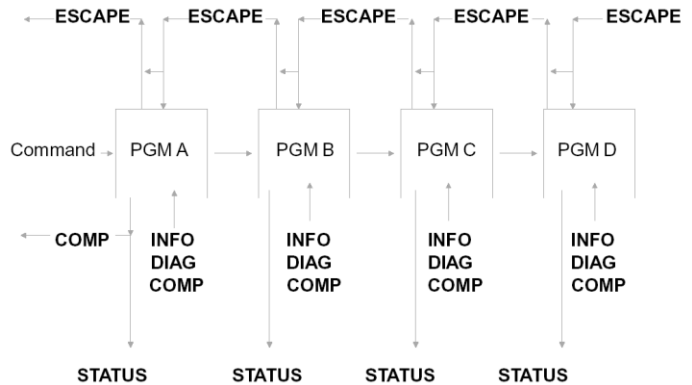 ESCAPE ESCAPE ESCAPE ESCAPE ESCAPE
Command PGM A PGM B PGM C PGM D
COMP INFO INFO INFO INFO
DIAG DIAG DIAG DIAG
COMP COMP COMP COMP
STATUS STATUS STATUS STATUS